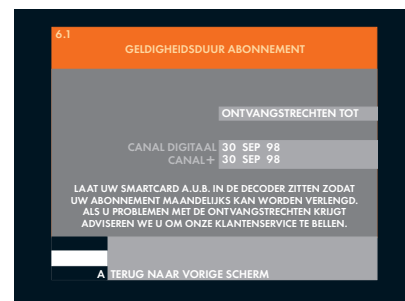 6.1
GELDIGHEIDSDUUR ABONNEMENT
ONTVANGSTRECHTEN TOT
CANAL DIGITAAL 30 SEP 98
CANAL+ 30 SEP 98
LAAT UW SMARTCARD A.U.B. IN DE DECODER ZITTEN ZODAT
UW ABONNEMENT MAANDELIJKS KAN WORDEN VERLENGD.
ALS U PROBLEMEN MET DE ONTVANGSTRECHTEN KRIJGT
ADVISEREN WE U OM ONZE KLANTENSERVICE TE BELLEN.
A TERUG NAAR VORIGE SCHERM